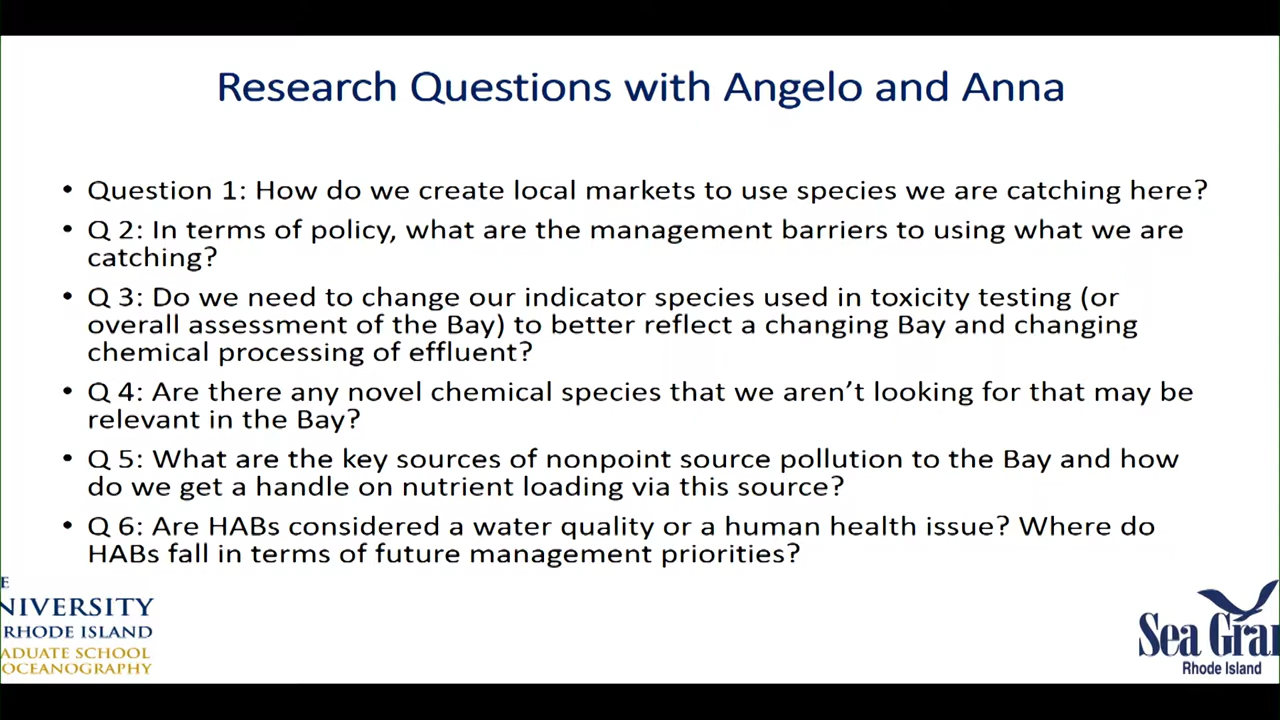 Research Questions with Angelo and Anna
• Question 1: How do we create local markets to use species we are catching here?
• Q 2: In terms of policy, what are the management barriers to using what we are
catching?
• Q 3: Do we need to change our indicator species used in toxicity testing (or
overall assessment of the Bay) to better reflect a changing Bay and changing
chemical processing of effluent?
• Q 4: Are there any novel chemical species that we aren’t looking for that may be
relevant in the Bay?
• Q 5: What are the key sources of nonpoint source pollution to the Bay and how
do we get a handle on nutrient loading via this source?
• Q 6: Are HABs considered a water quality or a human health issue? Where do
HABs fall in terms of future management priorities?
E
NIVERSITY
RHODE ISLAND
ADUATE SCHOOL
OCEANOGRAPHY
Sea Gra
Rhode Island